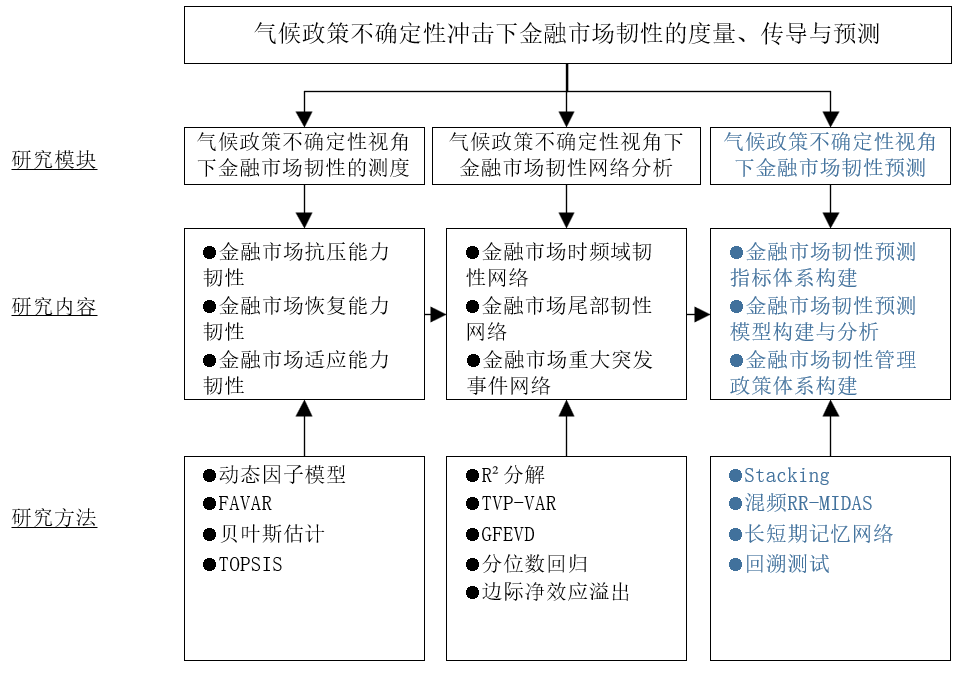 气候政策不确定性冲击下金融市场韧性的度量、传导与预测
研究模块
气候政策不确定性视角
下金融市场韧性的测度
气候政策不确定性视角下
金融市场韧性网络分析
气候政策不确定性视角
下金融市场韧性预测
研究内容
●金融市场抗压能力
韧性
●金融市场恢复能力
韧性
●金融市场适应能力
韧性
●金融市场时频域韧
性网络
●金融市场尾部韧性
网络
●金融市场重大突发
事件网络
●金融市场韧性预测
指标体系构建
●金融市场韧性预测
模型构建与分析
●金融市场韧性管理
政策体系构建
研究方法
●动态因子模型
●FAVAR
●贝叶斯估计
●TOPSIS
●R²分解
●TVP-VAR
●GFEVD
●分位数回归
●边际净效应溢出
●Stacking
●混频RR-MIDAS
●长短期记忆网络
●回溯测试